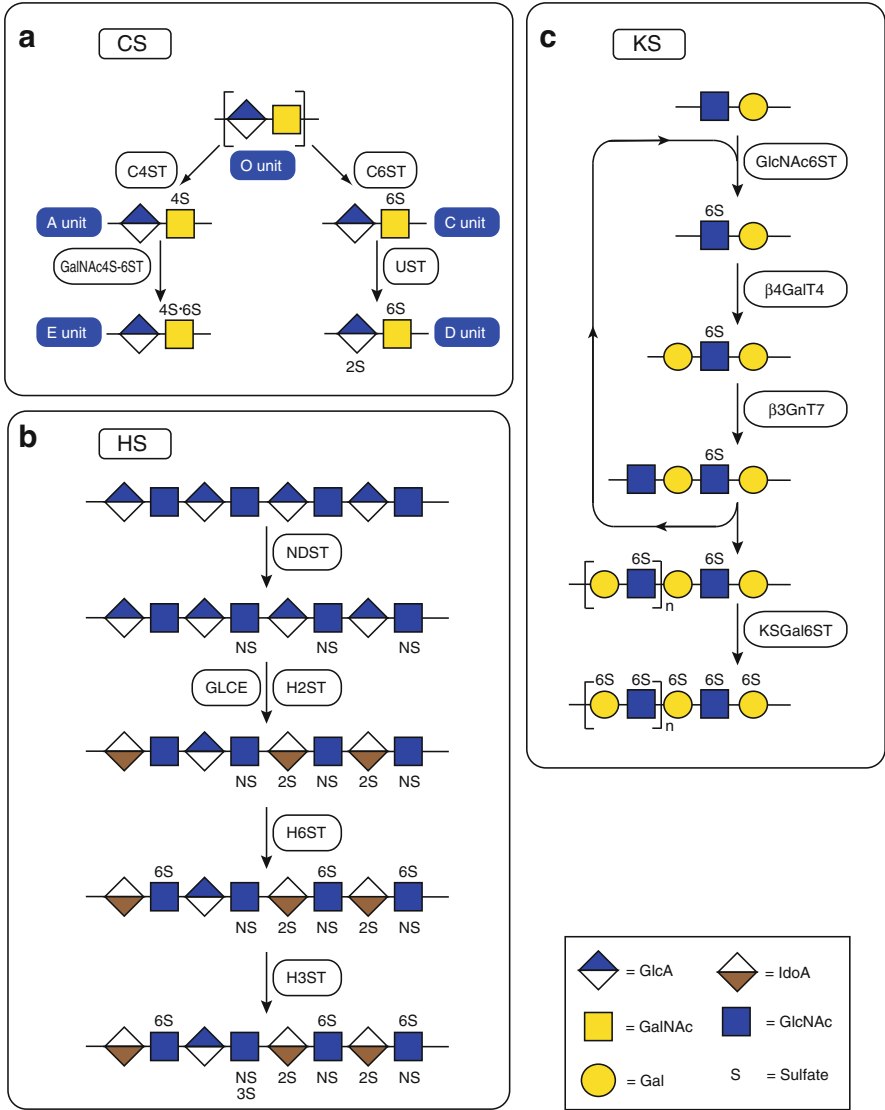 a CS
C4ST O unit C6ST
4S 6S
A unit C unit
GalNAc4S-6ST UST
4S·6S 6S
E unit D unit
2S
b HS
NDST
NS NS NS
GLCE H2ST
NS 2S NS 2S NS
H6ST
6S 6S 6S
NS 2S NS 2S NS
H3ST
6S 6S 6S
NS 2S NS 2S NS
3S
c KS
GlcNAc6ST
6S
β4GalT4
6S
β3GnT7
6S
6S 6S
n
KSGal6ST
6S 6S 6S 6S 6S
n
= GlcA = IdoA
= GalNAc = GlcNAc
= Gal S = Sulfate